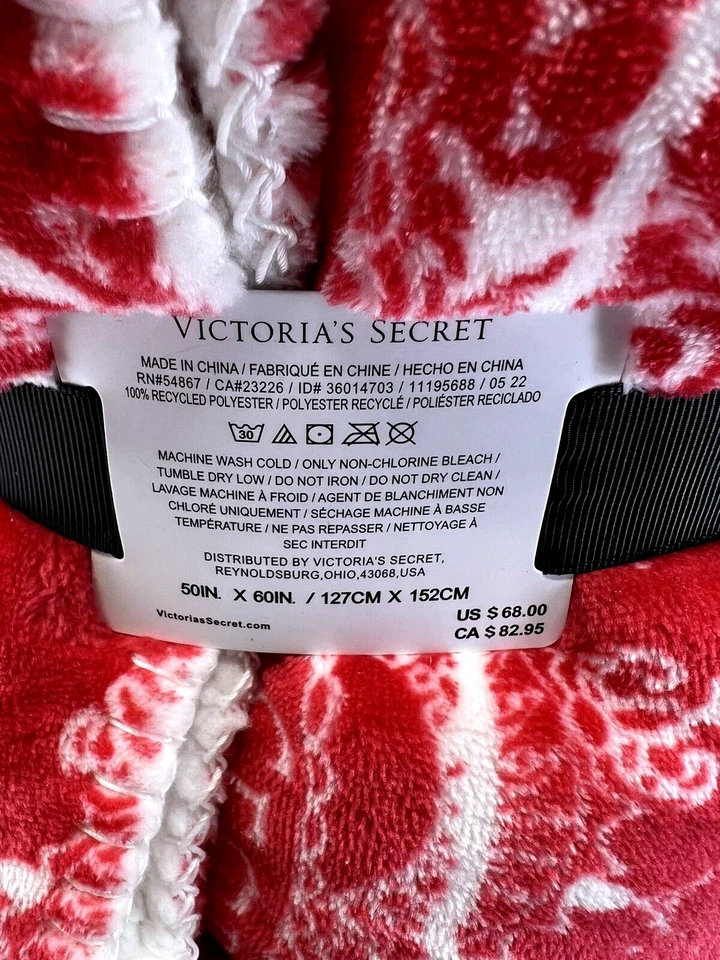 VICTORIA'S SECRET
MADE IN CHINA / FABRIQUÉ EN CHINE / HECHO EN CHINA
RN#54867 / CA#23226 / ID# 36014703 / 11195688 / 05 22
100% RECYCLED POLYESTER / POLYESTER RECYCLÉ / POLIÉSTER RECICLADO
30
MACHINE WASH COLD / ONLY NON-CHLORINE BLEACH /
TUMBLE DRY LOW / DO NOT IRON / DO NOT DRY CLEAN /
LAVAGE MACHINE À FROID / AGENT DE BLANCHIMENT NON
CHLORÉ UNIQUEMENT / SÉCHAGE MACHINE À BASSE
TEMPÉRATURE / NE PAS REPASSER / NETTOYAGE À
SEC INTERDIT
DISTRIBUTED BY VICTORIA'S SECRET,
REYNOLDSBURG,OHIO,43068,USA
50IN. X 60IN. / 127CM X 152CM
VictoriasSecret.com
US $68.00
CA $82.95